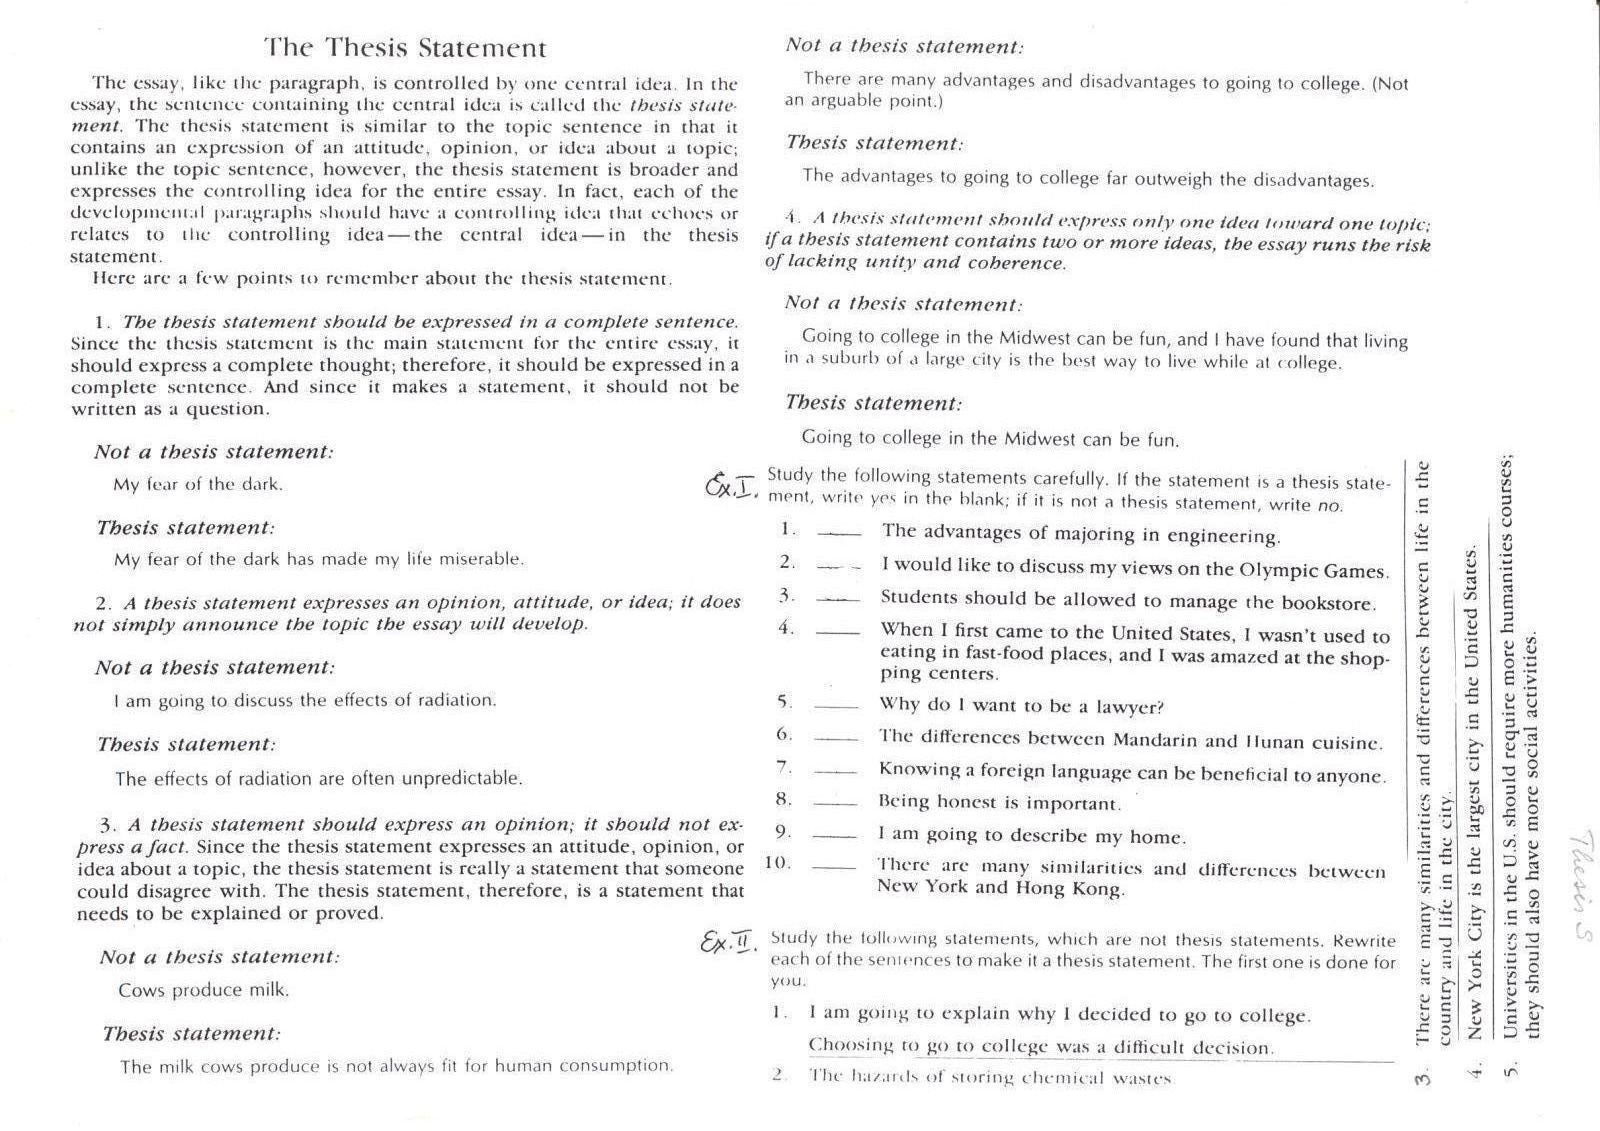 The Thesis Statement
The essay, like the paragraph, is controlled by one central idea. In the
essay, the sentence containing the central idea is called the thesis state-
ment. The thesis statement is similar to the topic sentence in that it
contains an expression of an attitude, opinion, or idea about a topic;
unlike the topic sentence, however, the thesis statement is broader and
expresses the controlling idea for the entire essay. In fact, each of the
developmental paragraphs should have a controlling idea that echoes or
relates to the controlling idea—the central idea—in the thesis
statement.
Here are a few points to remember about the thesis statement.
1. The thesis statement should be expressed in a complete sentence.
Since the thesis statement is the main statement for the entire essay, it
should express a complete thought; therefore, it should be expressed in a
complete sentence. And since it makes a statement, it should not be
written as a question.
Not a thesis statement:
My fear of the dark.
Thesis statement:
My fear of the dark has made my life miserable.
2. A thesis statement expresses an opinion, attitude, or idea; it does
not simply announce the topic the essay will develop.
Not a thesis statement:
I am going to discuss the effects of radiation.
Thesis statement:
The effects of radiation are often unpredictable.
3. A thesis statement should express an opinion; it should not ex-
press a fact. Since the thesis statement expresses an attitude, opinion, or
idea about a topic, the thesis statement is really a statement that someone
could disagree with. The thesis statement, therefore, is a statement that
needs to be explained or proved.
Not a thesis statement:
Cows produce milk.
Thesis statement:
The milk cows produce is not always fit for human consumption.
Not a thesis statement:
There are many advantages and disadvantages to going to college. (Not
an arguable point.)
Thesis statement:
The advantages to going to college far outweigh the disadvantages.
4. A thesis statement should express only one idea toward one topic;
if a thesis statement contains two or more ideas, the essay runs the risk
of lacking unity and coherence.
Not a thesis statement:
Going to college in the Midwest can be fun, and I have found that living
in a suburb of a large city is the best way to live while at college.
Thesis statement:
Going to college in the Midwest can be fun.
Ex. I. Study the following statements carefully. If the statement is a thesis state-
ment, write yes in the blank; if it is not a thesis statement, write no.
1. ____ The advantages of majoring in engineering.
2. ____ I would like to discuss my views on the Olympic Games.
3. ____ Students should be allowed to manage the bookstore.
4. ____ When I first came to the United States, I wasn't used to
eating in fast-food places, and I was amazed at the shop-
ping centers.
5. ____ Why do I want to be a lawyer?
6. ____ The differences between Mandarin and Hunan cuisine.
7. ____ Knowing a foreign language can be beneficial to anyone.
8. ____ Being honest is important.
9. ____ I am going to describe my home.
10. ____ There are many similarities and differences between
New York and Hong Kong.
Ex. II. Study the following statements, which are not thesis statements. Rewrite
each of the sentences to make it a thesis statement. The first one is done for
you.
1. I am going to explain why I decided to go to college.
Choosing to go to college was a difficult decision.
2. The hazards of storing chemical wastes
3. There are many similarities and differences between life in the
country and life in the city.
4. New York City is the largest city in the United States.
5. Universities in the U.S. should require more humanities courses;
they should also have more social activities.
Thesis S